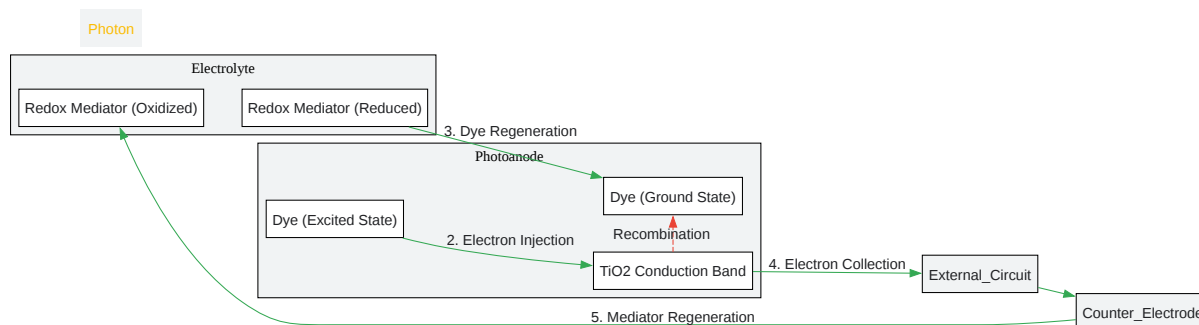 Photon
Electrolyte
Redox Mediator (Oxidized)
Redox Mediator (Reduced)
3. Dye Regeneration
Photoanode
Dye (Ground State)
Dye (Excited State)
2. Electron Injection
Recombination
TiO2 Conduction Band
4. Electron Collection
External_Circuit
Counter_Electrode
5. Mediator Regeneration